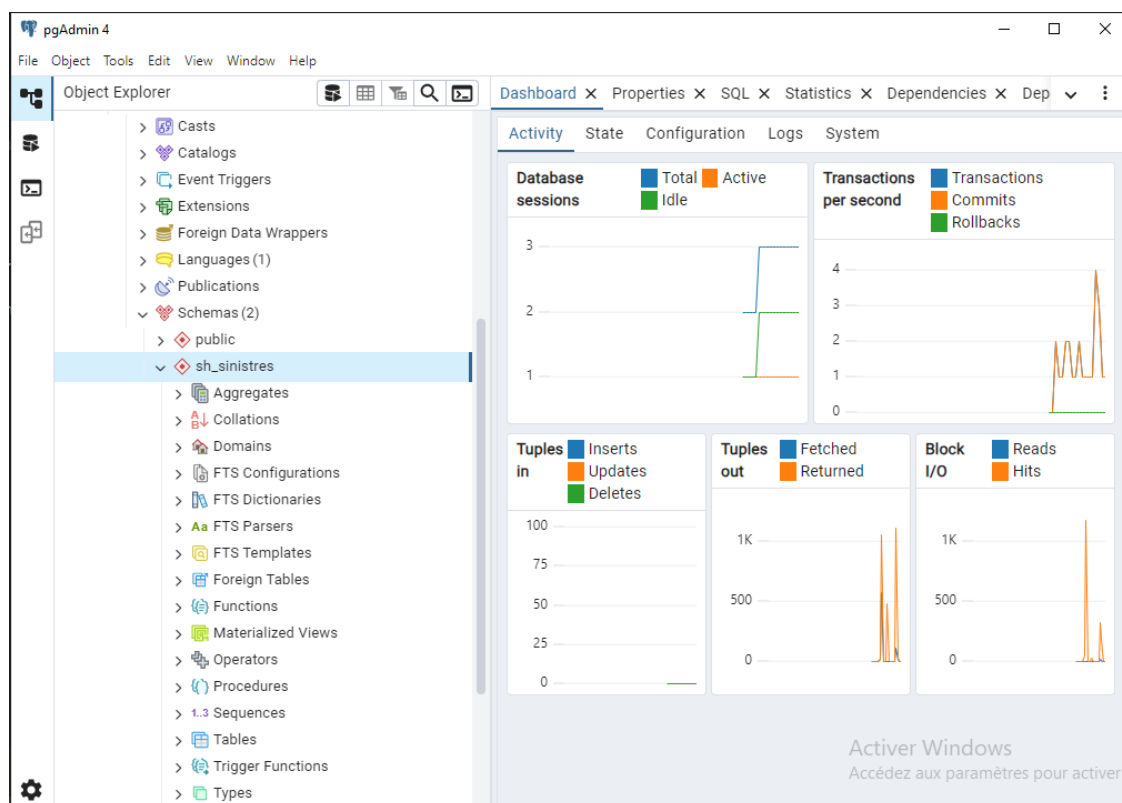 pgAdmin 4
File Object Tools Edit View Window Help
Object Explorer
Dashboard Properties SQL Statistics Dependencies Dep
Casts
Catalogs
Event Triggers
Extensions
Foreign Data Wrappers
Languages (1)
Publications
Schemas (2)
public
sh_sinistres
Aggregates
Collations
Domains
FTS Configurations
FTS Dictionaries
Aa FTS Parsers
FTS Templates
Foreign Tables
Functions
Materialized Views
Operators
Procedures
1..3 Sequences
Tables
Trigger Functions
Types
Activity State Configuration Logs System
Database sessions
Total Active
Idle
3
2
1
Transactions per second
Transactions
Commits
Rollbacks
4
3
2
1
0
Tuples in
Inserts
Updates
Deletes
100
75
50
25
0
Tuples out
Fetched
Returned
1K
500
0
Block I/O
Reads
Hits
1K
500
0
Activer Windows
Accédez aux paramètres pour activer